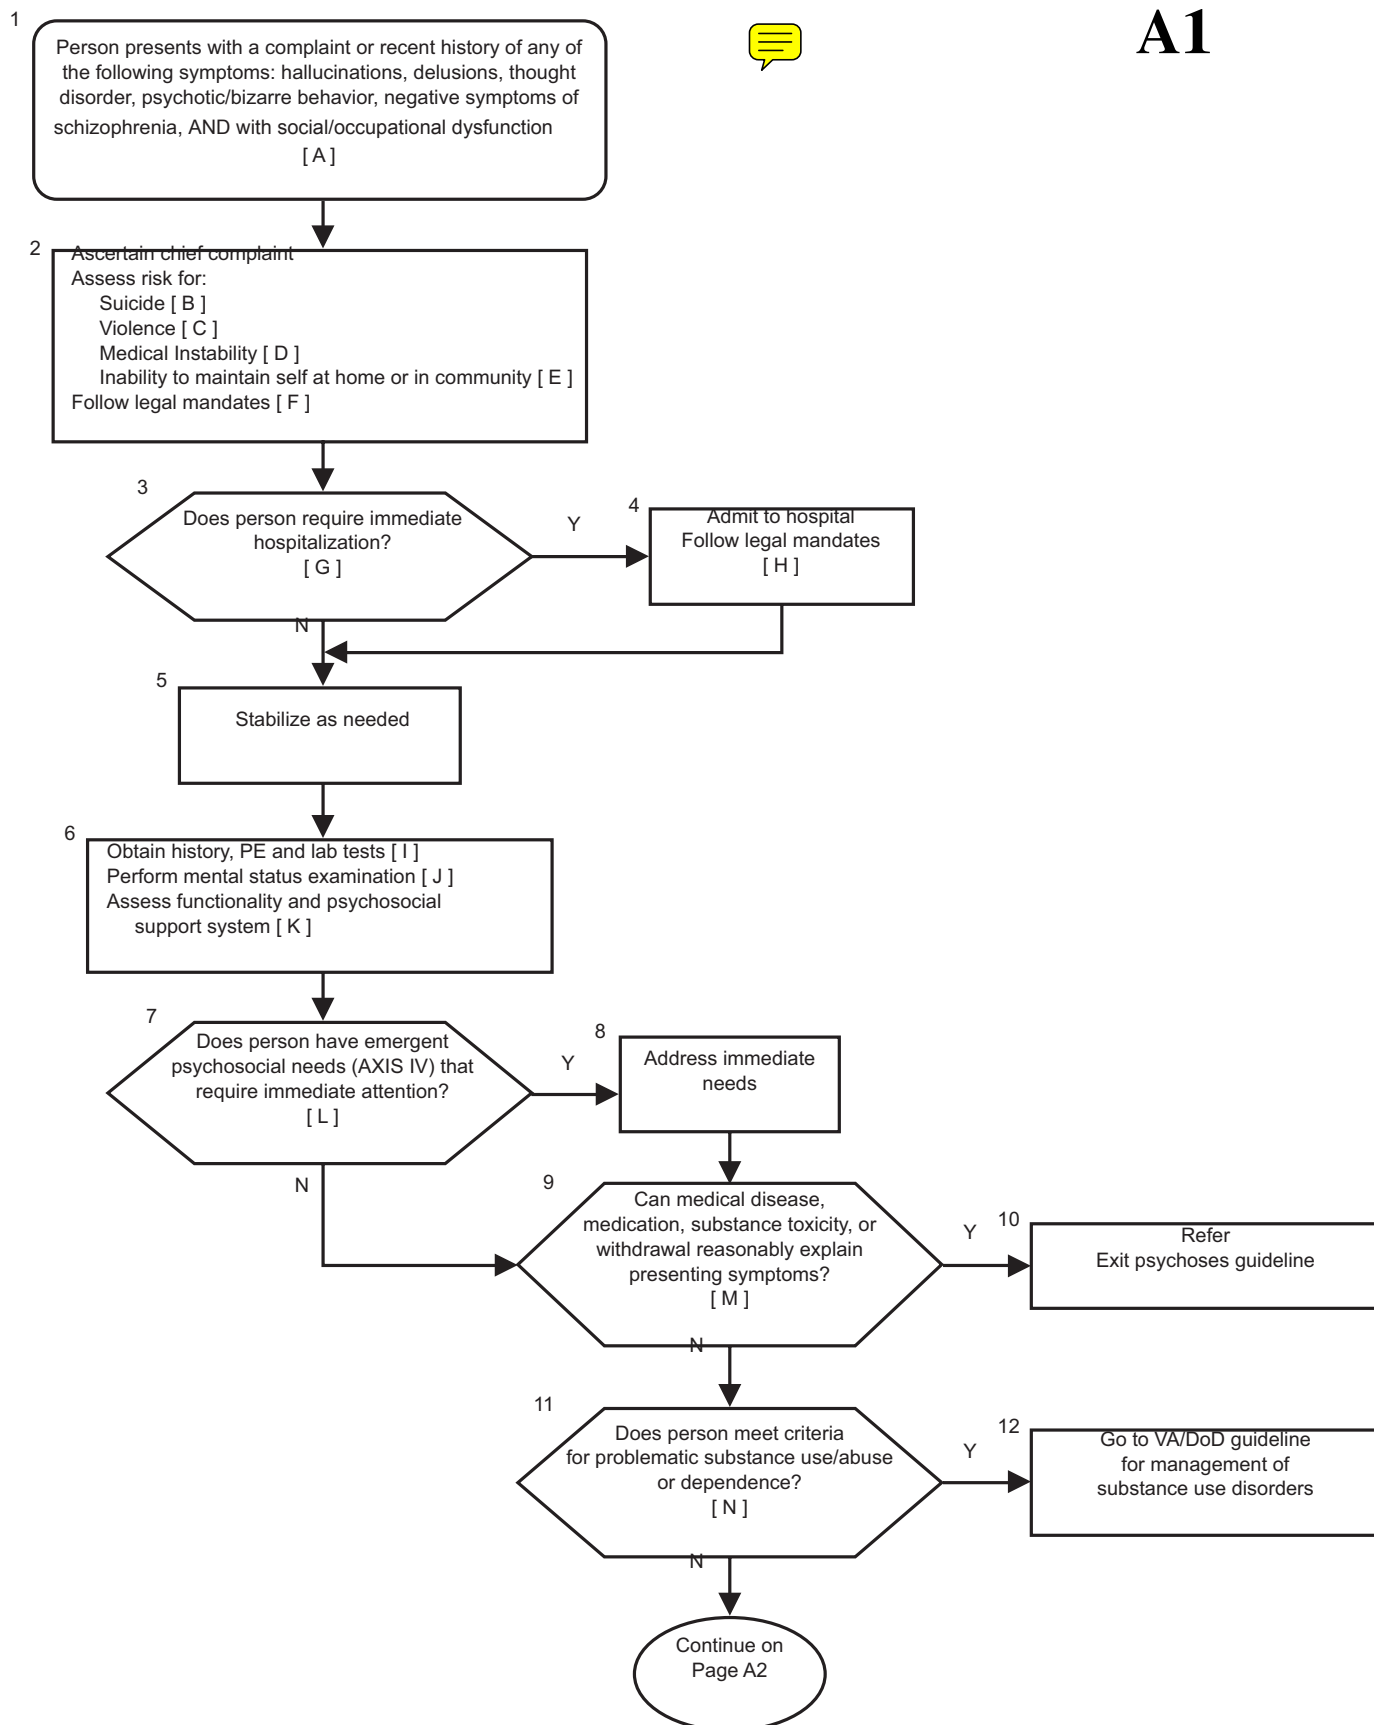 A1
1
Person presents with a complaint or recent history of any of
the following symptoms: hallucinations, delusions, thought
disorder, psychotic/bizarre behavior, negative symptoms of
schizophrenia, AND with social/occupational dysfunction
[ A ]
2
Ascertain chief complaint
Assess risk for:
Suicide [ B ]
Violence [ C ]
Medical Instability [ D ]
Inability to maintain self at home or in community [ E ]
Follow legal mandates [ F ]
3
Does person require immediate
hospitalization?
[ G ]
Y
N
4
Admit to hospital
Follow legal mandates
[ H ]
5
Stabilize as needed
6
Obtain history, PE and lab tests [ I ]
Perform mental status examination [ J ]
Assess functionality and psychosocial
support system [ K ]
7
Does person have emergent
psychosocial needs (AXIS IV) that
require immediate attention?
[ L ]
Y
N
8
Address immediate
needs
9
Can medical disease,
medication, substance toxicity, or
withdrawal reasonably explain
presenting symptoms?
[ M ]
Y
N
10
Refer
Exit psychoses guideline
11
Does person meet criteria
for problematic substance use/abuse
or dependence?
[ N ]
Y
N
12
Go to VA/DoD guideline
for management of
substance use disorders
Continue on
Page A2